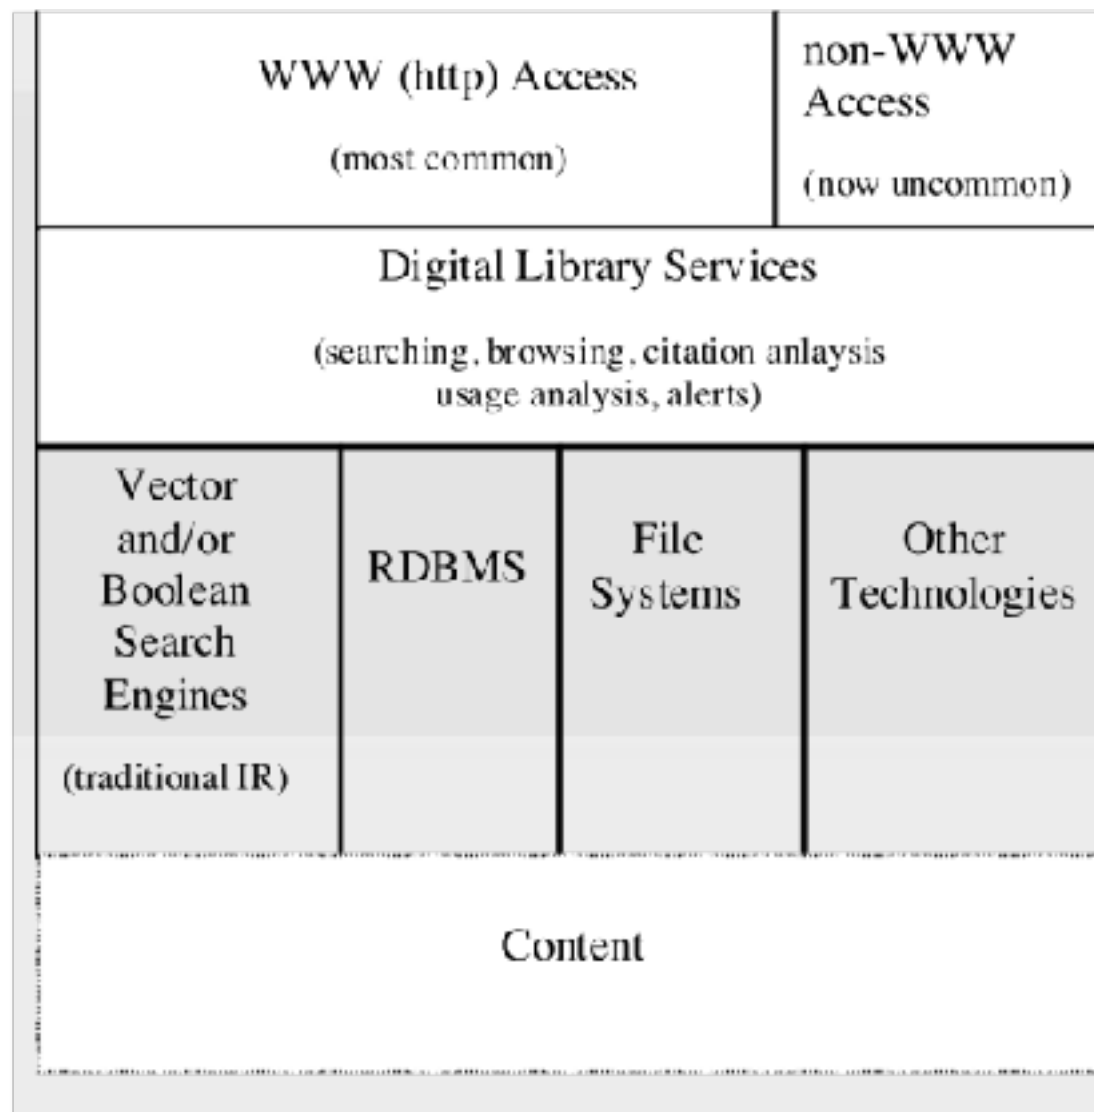 WWW (http) Access
(most common)
non-WWW
Access
(now uncommon)
Digital Library Services
(searching, browsing, citation anlaysis
usage analysis, alerts)
Vector
and/or
Boolean
Search
Engines
(traditional IR)
RDBMS
File
Systems
Other
Technologies
Content